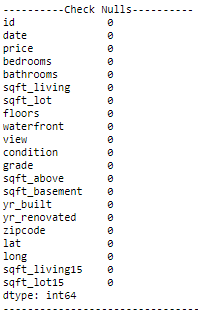 ----------Check Nulls----------
id 0
date 0
price 0
bedrooms 0
bathrooms 0
sqft_living 0
sqft_lot 0
floors 0
waterfront 0
view 0
condition 0
grade 0
sqft_above 0
sqft_basement 0
yr_built 0
yr_renovated 0
zipcode 0
lat 0
long 0
sqft_living15 0
sqft_lot15 0
dtype: int64
--------------------------------